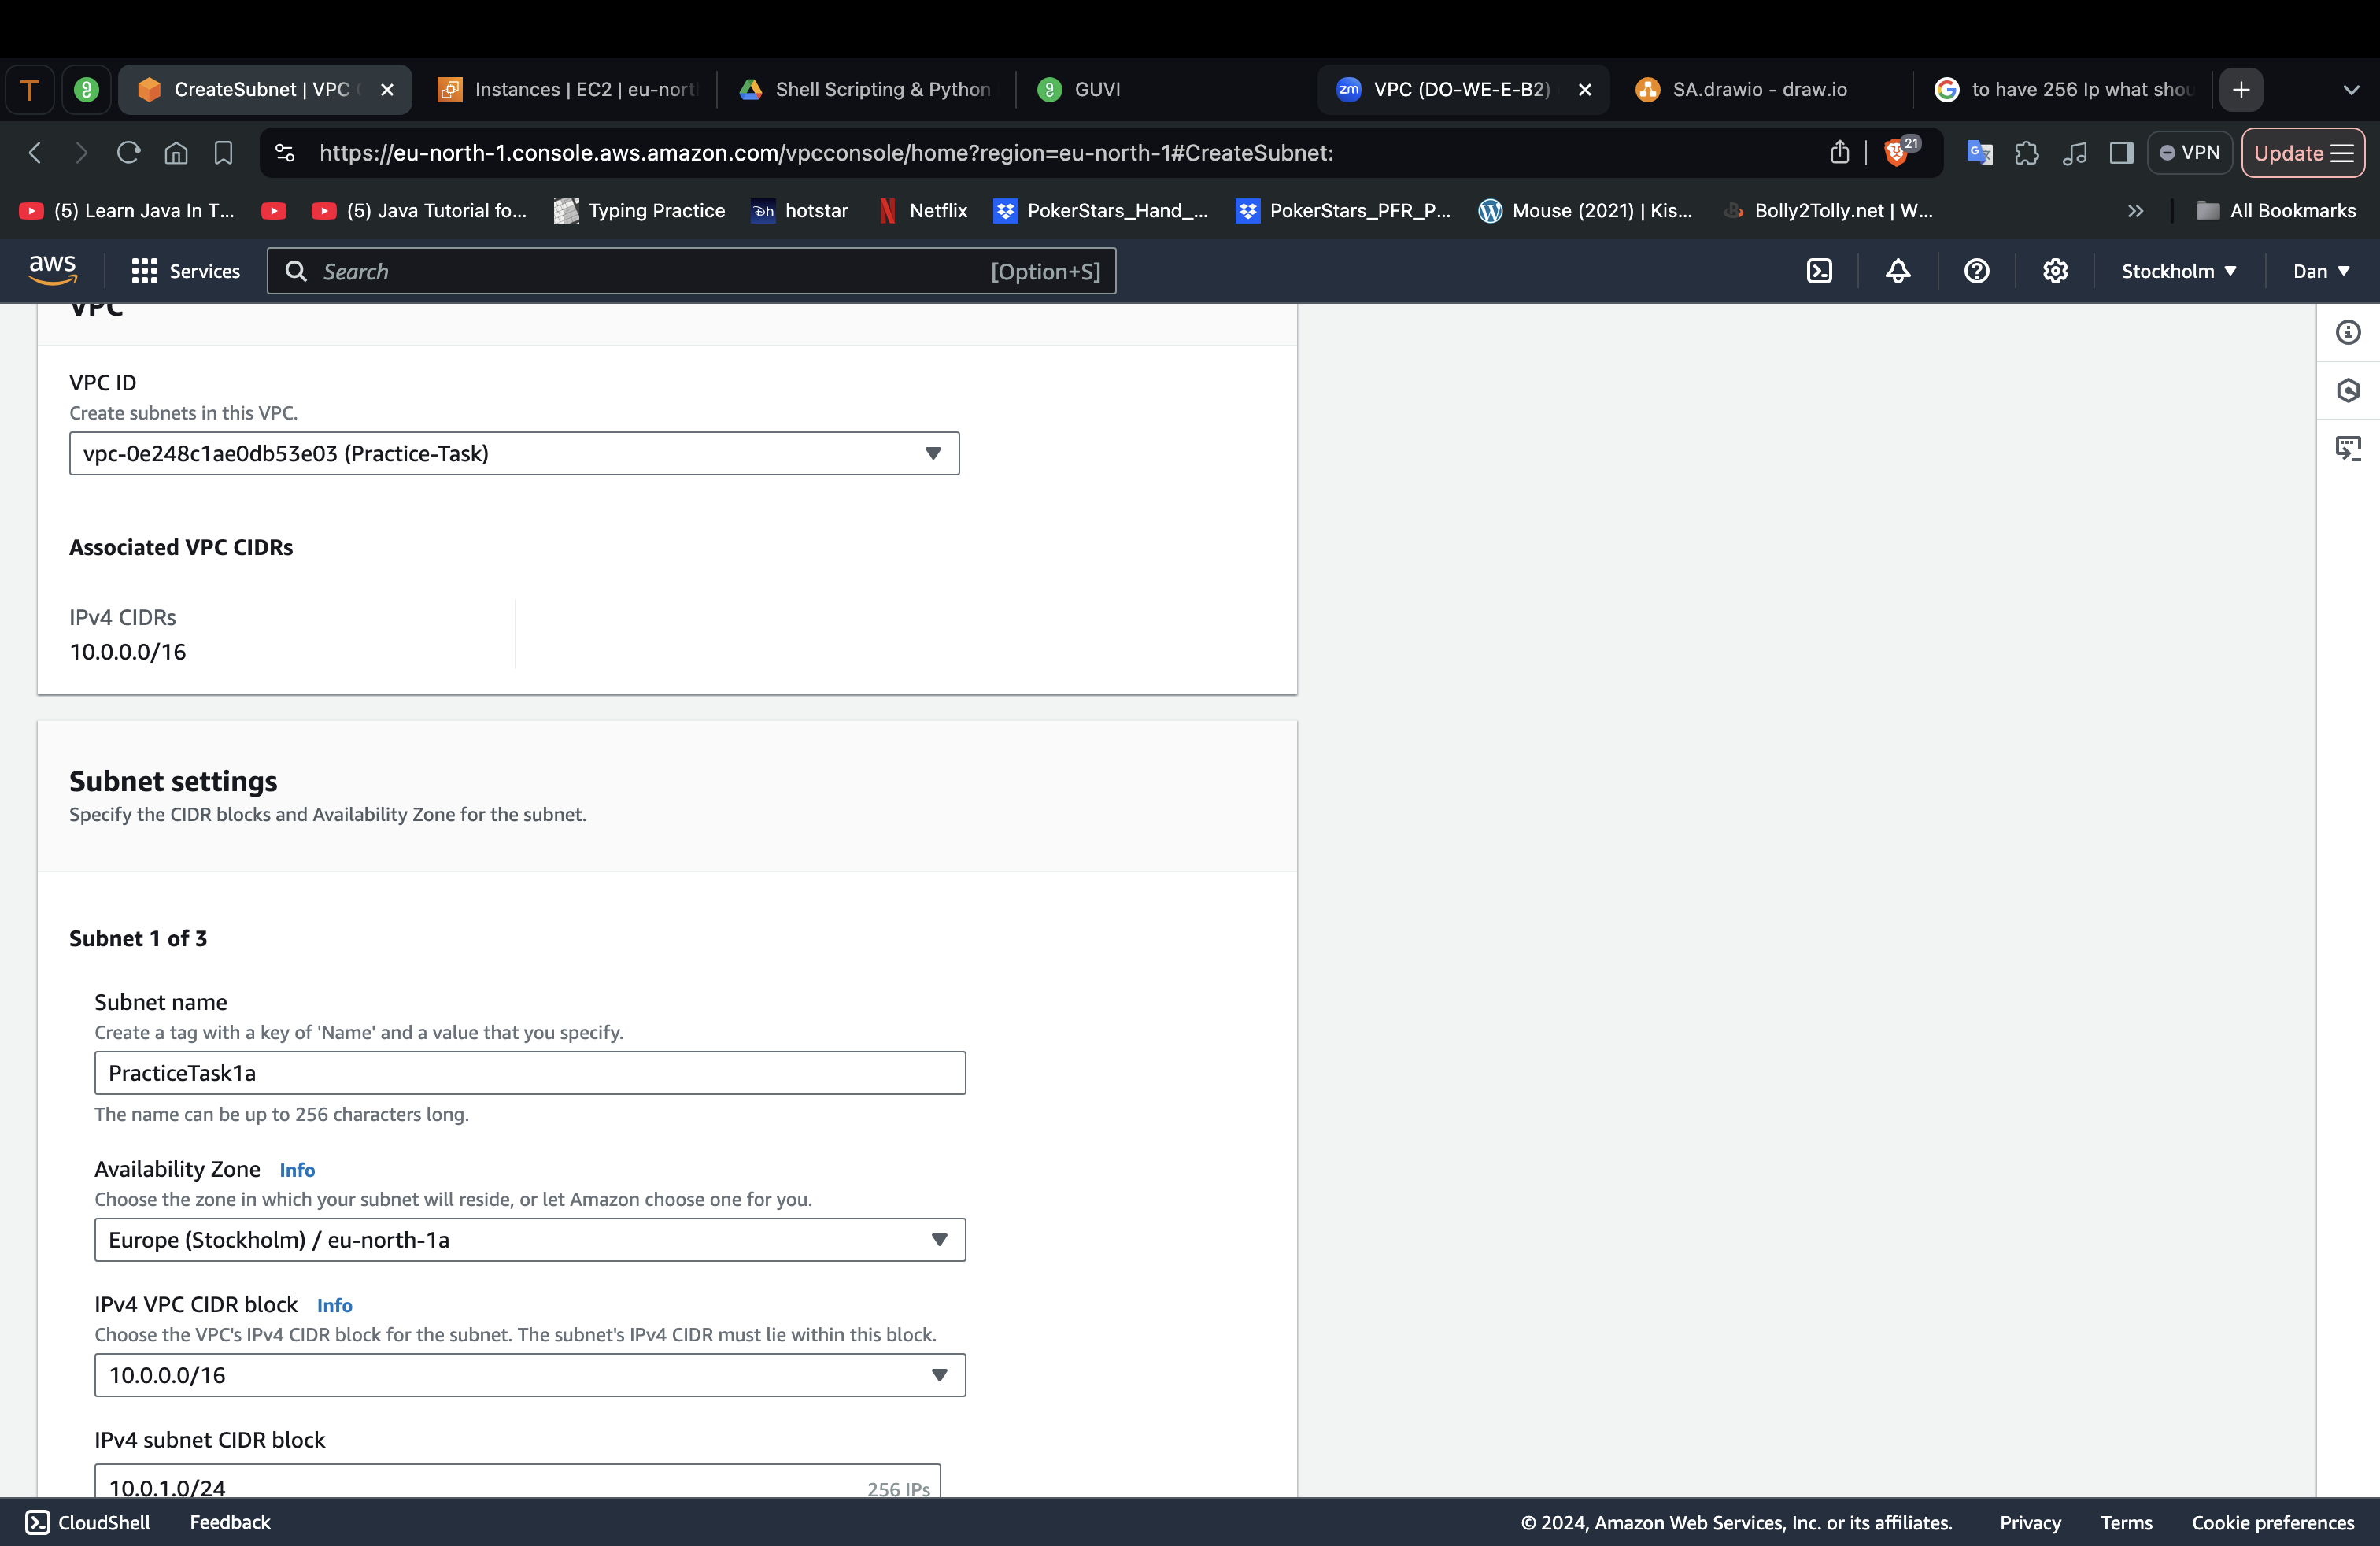 T
CreateSubnet | VPC
Instances | EC2 | eu-nort
Shell Scripting & Python
GUVI
zm
VPC (DO-WE-E-B2)
SA.drawio - draw.io
to have 256 Ip what shou
https://eu-north-1.console.aws.amazon.com/vpcconsole/home?region=eu-north-1#CreateSubnet:
21
VPN
Update
(5) Learn Java In T...
(5) Java Tutorial fo...
Typing Practice
hotstar
Netflix
PokerStars_Hand_...
PokerStars_PFR_P...
Mouse (2021) | Kis...
Bolly2Tolly.net | W...
All Bookmarks
aws
Services
Search
[Option+S]
Stockholm
Dan
VPC
VPC ID
Create subnets in this VPC.
vpc-0e248c1ae0db53e03 (Practice-Task)
Associated VPC CIDRs
IPv4 CIDRs
10.0.0.0/16
Subnet settings
Specify the CIDR blocks and Availability Zone for the subnet.
Subnet 1 of 3
Subnet name
Create a tag with a key of 'Name' and a value that you specify.
PracticeTask1a
The name can be up to 256 characters long.
Availability Zone Info
Choose the zone in which your subnet will reside, or let Amazon choose one for you.
Europe (Stockholm) / eu-north-1a
IPv4 VPC CIDR block Info
Choose the VPC's IPv4 CIDR block for the subnet. The subnet's IPv4 CIDR must lie within this block.
10.0.0.0/16
IPv4 subnet CIDR block
10.0.1.0/24
256 IPs
CloudShell
Feedback
© 2024, Amazon Web Services, Inc. or its affiliates.
Privacy
Terms
Cookie preferences